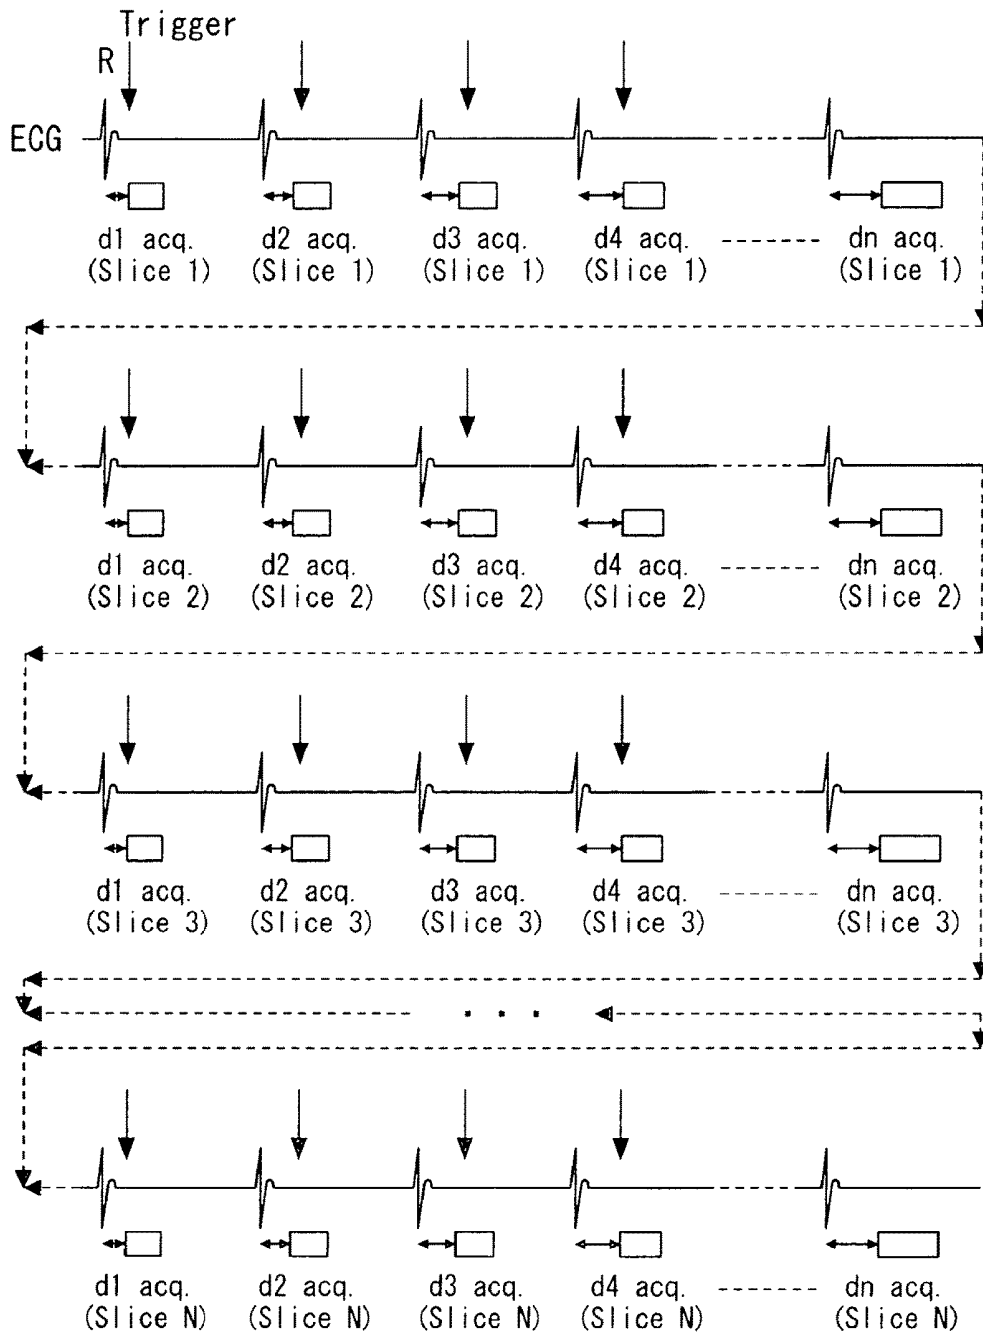 Trigger
R
ECG
d1 acq. d2 acq. d3 acq. d4 acq. dn acq.
(Slice 1) (Slice 1) (Slice 1) (Slice 1) (Slice 1)
d1 acq. d2 acq. d3 acq. d4 acq. dn acq.
(Slice 2) (Slice 2) (Slice 2) (Slice 2) (Slice 2)
d1 acq. d2 acq. d3 acq. d4 acq. dn acq.
(Slice 3) (Slice 3) (Slice 3) (Slice 3) (Slice 3)
. . .
d1 acq. d2 acq. d3 acq. d4 acq. dn acq.
(Slice N) (Slice N) (Slice N) (Slice N) (Slice N)